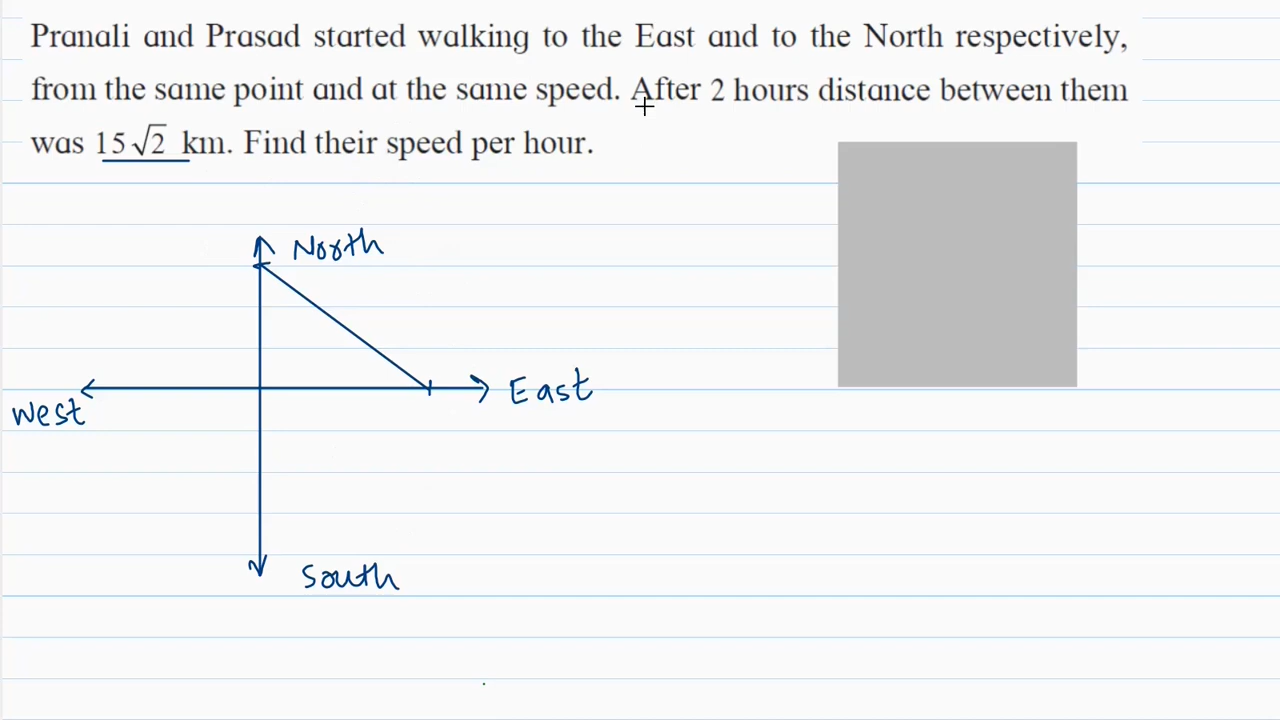 Pranali and Prasad started walking to the East and to the North respectively,
from the same point and at the same speed. After 2 hours distance between them
was 15√2 km. Find their speed per hour.
North
East
West
South